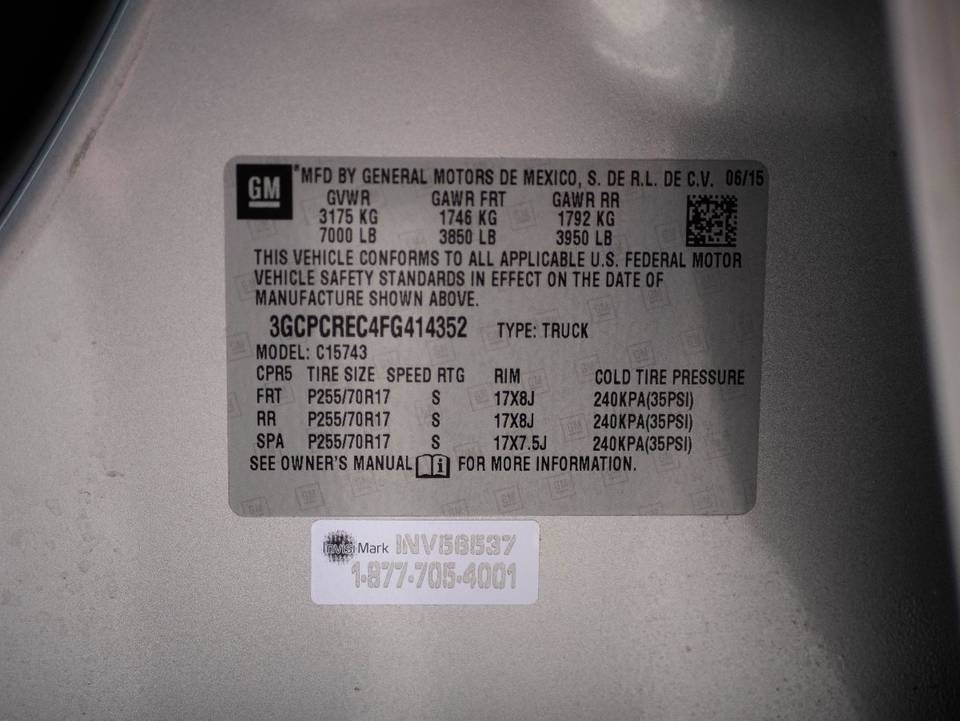 GM *MFD BY GENERAL MOTORS DE MEXICO, S. DE R.L. DE C.V. 06/15
GVWR GAWR FRT GAWR RR
3175 KG 1746 KG 1792 KG
7000 LB 3850 LB 3950 LB
THIS VEHICLE CONFORMS TO ALL APPLICABLE U.S. FEDERAL MOTOR
VEHICLE SAFETY STANDARDS IN EFFECT ON THE DATE OF
MANUFACTURE SHOWN ABOVE.
3GCPCREC4FG414352 TYPE: TRUCK
MODEL: C15743
CPR5 TIRE SIZE SPEED RTG RIM COLD TIRE PRESSURE
FRT P255/70R17 S 17X8J 240KPA(35PSI)
RR P255/70R17 S 17X8J 240KPA(35PSI)
SPA P255/70R17 S 17X7.5J 240KPA(35PSI)
SEE OWNER'S MANUAL i FOR MORE INFORMATION.
Mark INV56537
1-877-705-4001